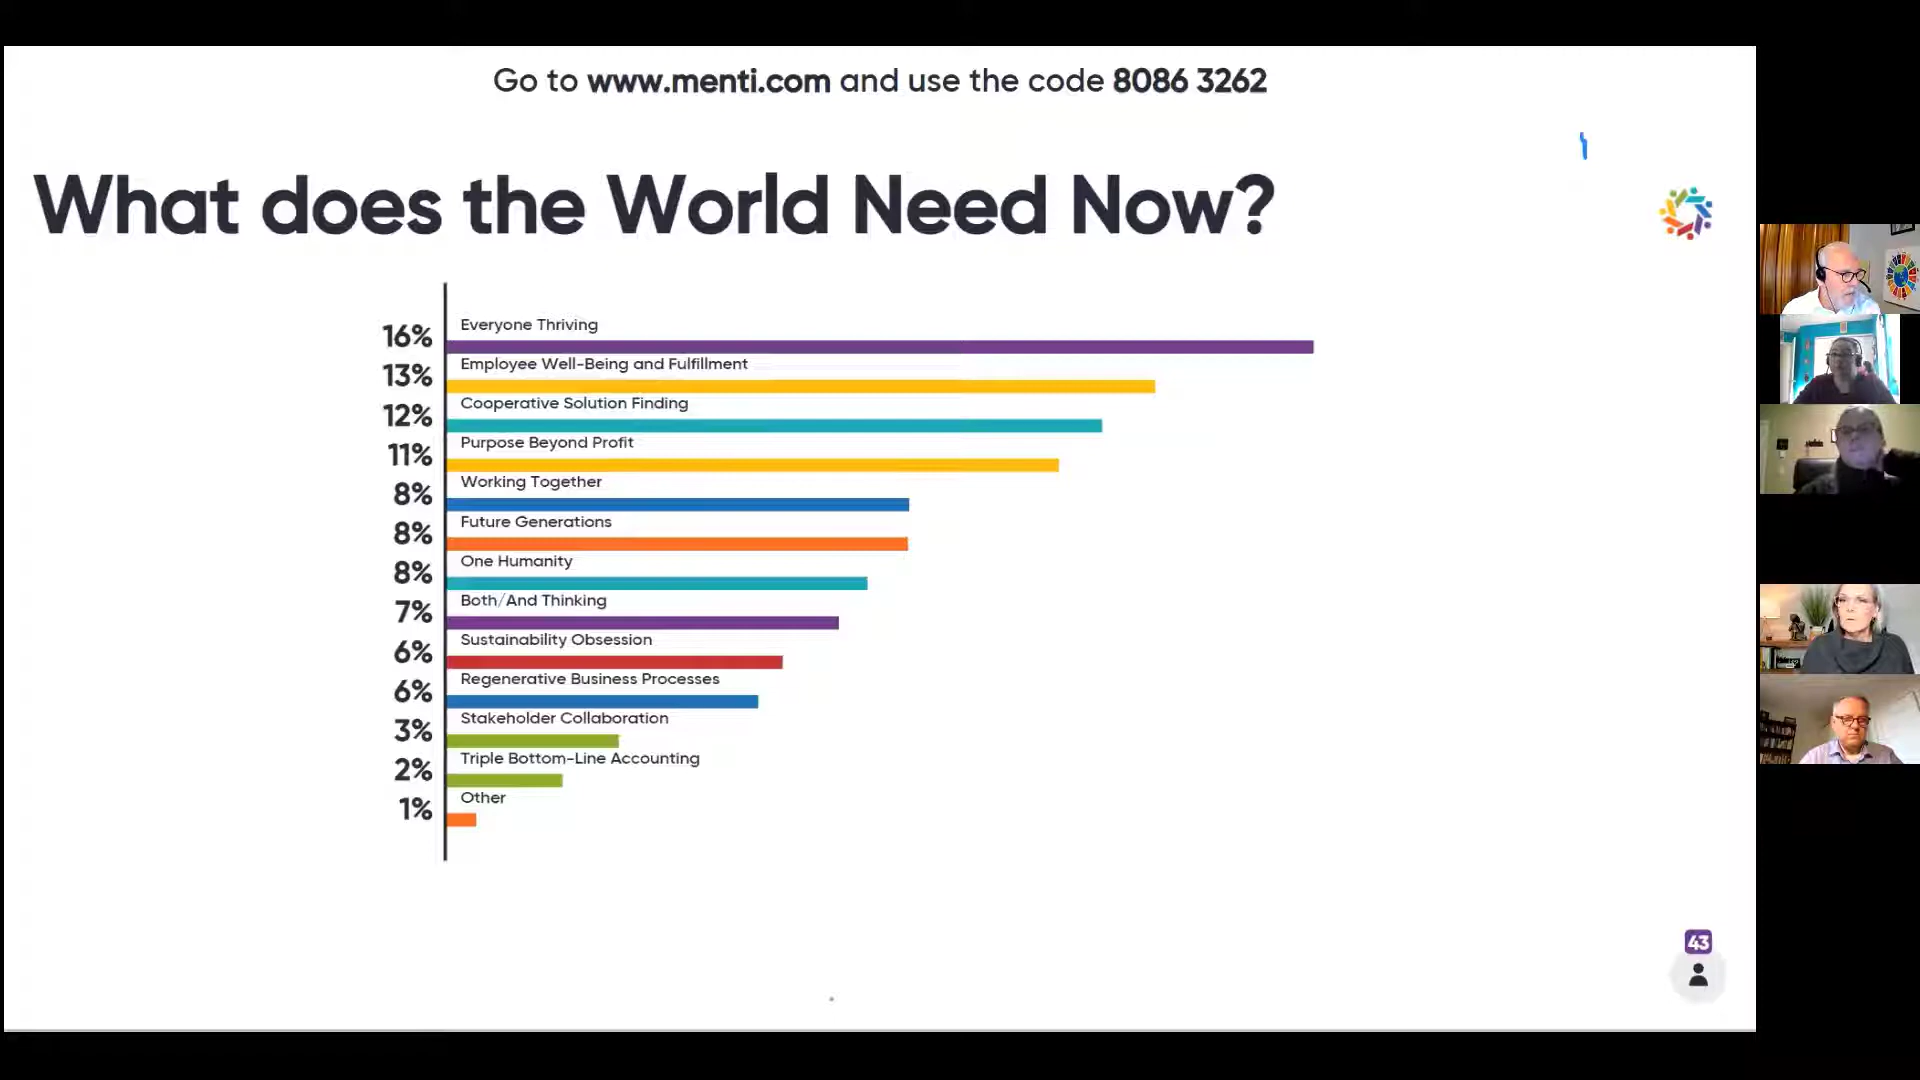 Go to www.menti.com and use the code 8086 3262
What does the World Need Now?
16% Everyone Thriving
13% Employee Well-Being and Fulfillment
12% Cooperative Solution Finding
11% Purpose Beyond Profit
8% Working Together
8% Future Generations
8% One Humanity
7% Both/And Thinking
6% Sustainability Obsession
6% Regenerative Business Processes
3% Stakeholder Collaboration
2% Triple Bottom-Line Accounting
1% Other
43